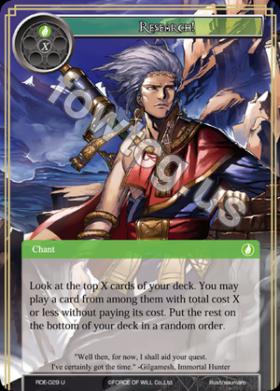 Research!
X
fowtcg.us
Chant
Look at the top X cards of your deck. You may
play a card from among them with total cost X
or less without paying its cost. Put the rest on
the bottom of your deck in a random order.
"Well then, for now, I shall aid your quest.
I've certainly got the time." -Gilgamesh, Immortal Hunter
RDE-029 U
©FORCE OF WILL Co.,Ltd.